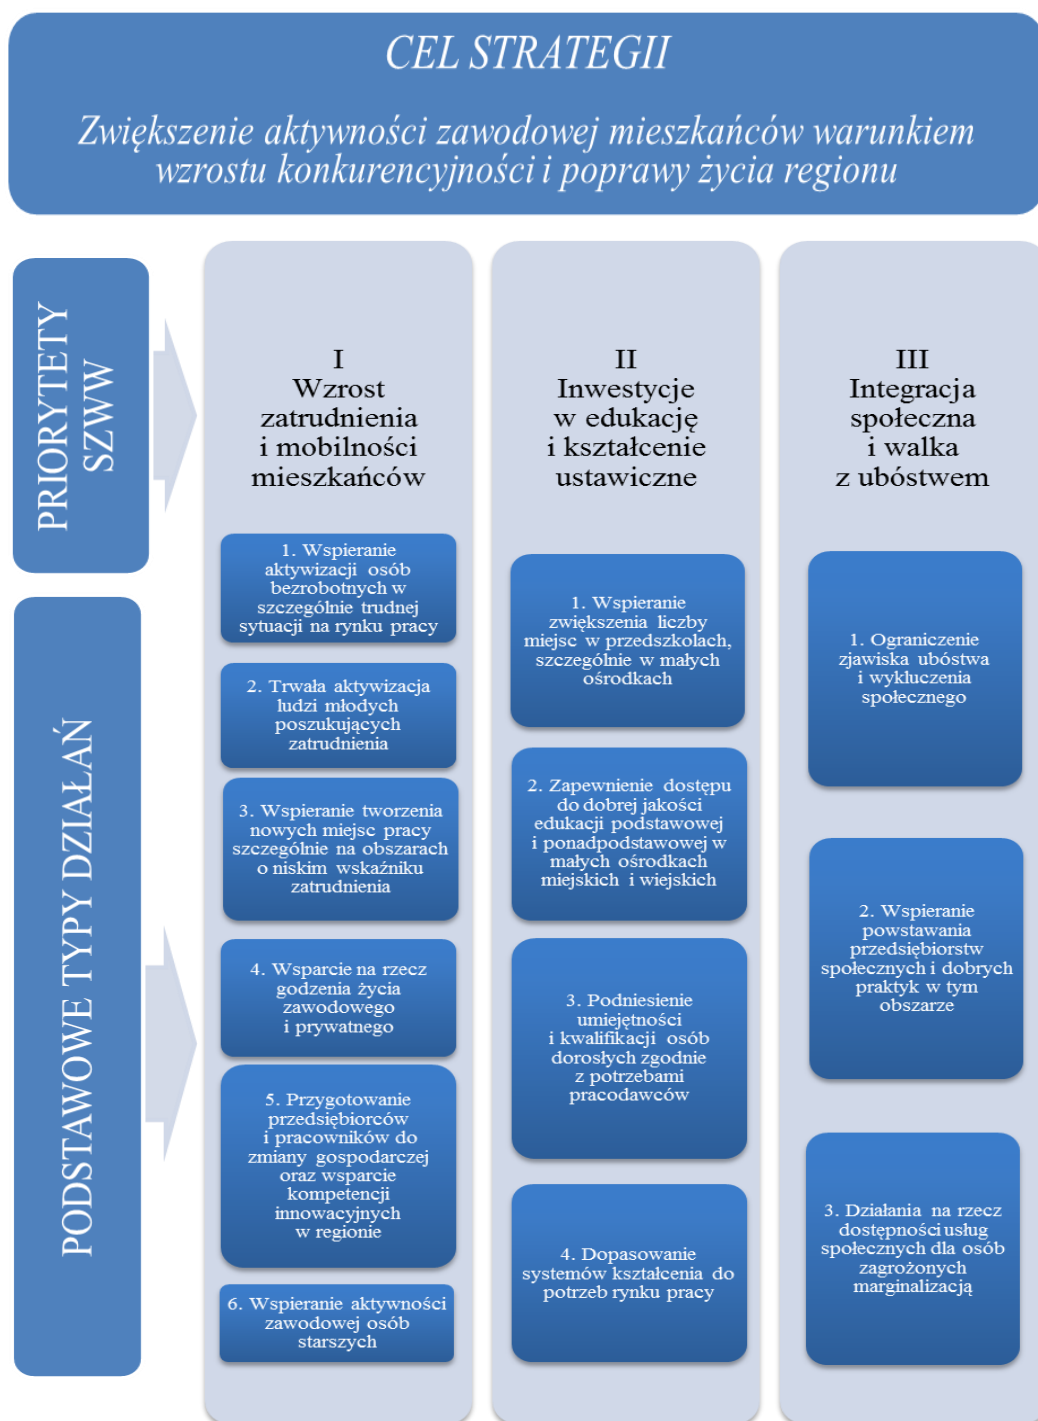 CEL STRATEGII
Zwiększenie aktywności zawodowej mieszkańców warunkiem
wzrostu konkurencyjności i poprawy życia regionu
PRIORYTETY
SZWW
I
Wzrost
zatrudnienia
i mobilności
mieszkańców
II
Inwestycje
w edukację
i kształcenie
ustawiczne
III
Integracja
społeczna
i walka
z ubóstwem
PODSTAWOWE TYPY DZIAŁAŃ
1. Wspieranie
aktywizacji osób
bezrobotnych w
szczególnie trudnej
sytuacji na rynku pracy
2. Trwała aktywizacja
ludzi młodych
poszukujących
zatrudnienia
3. Wspieranie tworzenia
nowych miejsc pracy
szczególnie na obszarach
o niskim wskaźniku
zatrudnienia
4. Wsparcie na rzecz
godzenia życia
zawodowego
i prywatnego
5. Przygotowanie
przedsiębiorców
i pracowników do
zmiany gospodarczej
oraz wsparcie
kompetencji
innowacyjnych
w regionie
6. Wspieranie aktywności
zawodowej osób
starszych
1. Wspieranie
zwiększenia liczby
miejsc w przedszkolach,
szczególnie w małych
ośrodkach
2. Zapewnienie dostępu
do dobrej jakości
edukacji podstawowej
i ponadpodstawowej w
małych ośrodkach
miejskich i wiejskich
3. Podniesienie
umiejętności
i kwalifikacji osób
dorosłych zgodnie
z potrzebami
pracodawców
4. Dopasowanie
systemów kształcenia do
potrzeb rynku pracy
1. Ograniczenie
zjawiska ubóstwa
i wykluczenia
społecznego
2. Wspieranie
powstawania
przedsiębiorstw
społecznych i dobrych
praktyk w tym
obszarze
3. Działania na rzecz
dostępności usług
społecznych dla osób
zagrożonych
marginalizacją